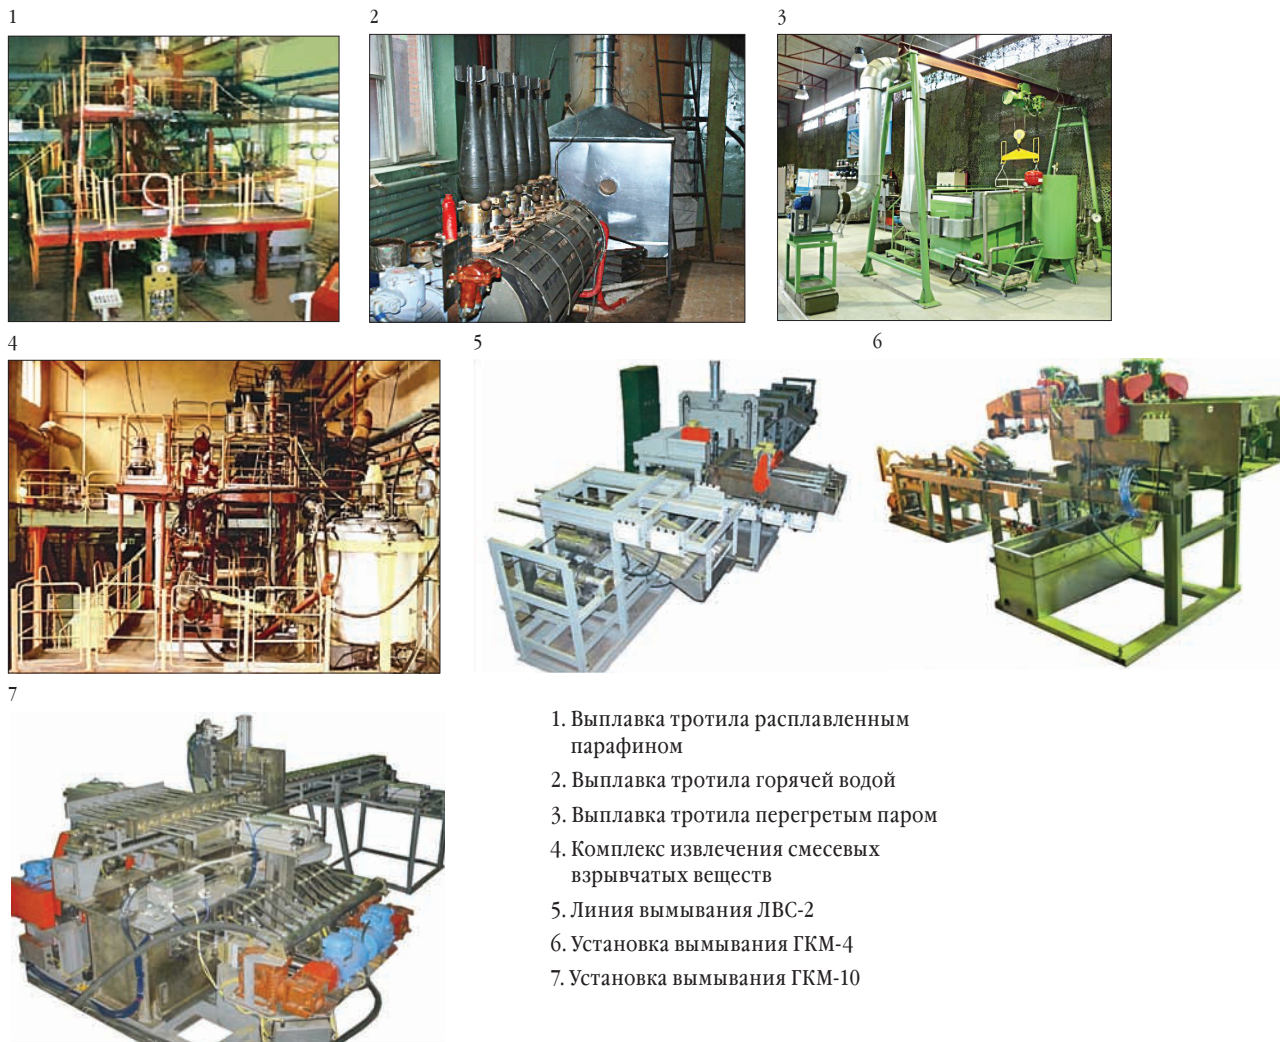 1
2
3
4
5
6
7
1. Выплавка тротила расплавленным
парафином
2. Выплавка тротила горячей водой
3. Выплавка тротила перегретым паром
4. Комплекс извлечения смесевых
взрывчатых веществ
5. Линия вымывания ЛВС-2
6. Установка вымывания ГКМ-4
7. Установка вымывания ГКМ-10